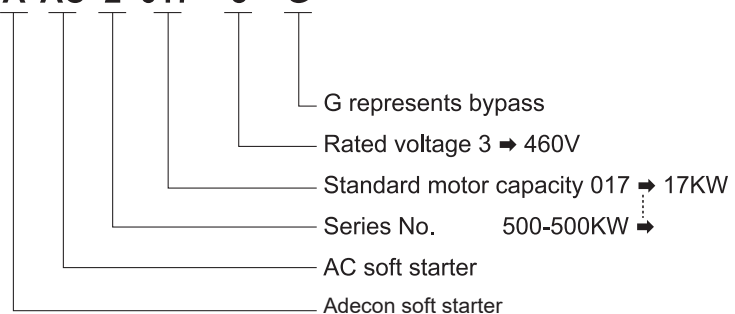 G represents bypass
Rated voltage 3 ➡ 460V
Standard motor capacity 017 ➡ 17KW
Series No. 500-500KW ➡
AC soft starter
Adecon soft starter